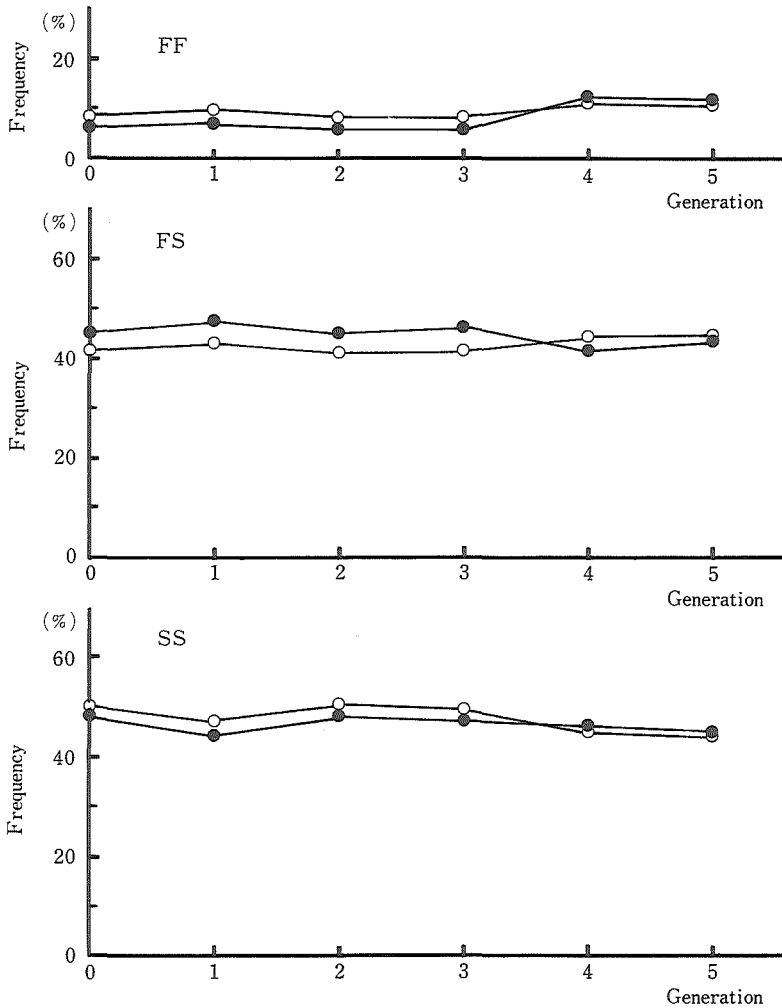 (%)
FF
20
0
Frequency
0 1 2 3 4 5
Generation
(%)
FS
60
40
20
0
Frequency
0 1 2 3 4 5
Generation
(%)
SS
60
40
20
0
Frequency
0 1 2 3 4 5
Generation